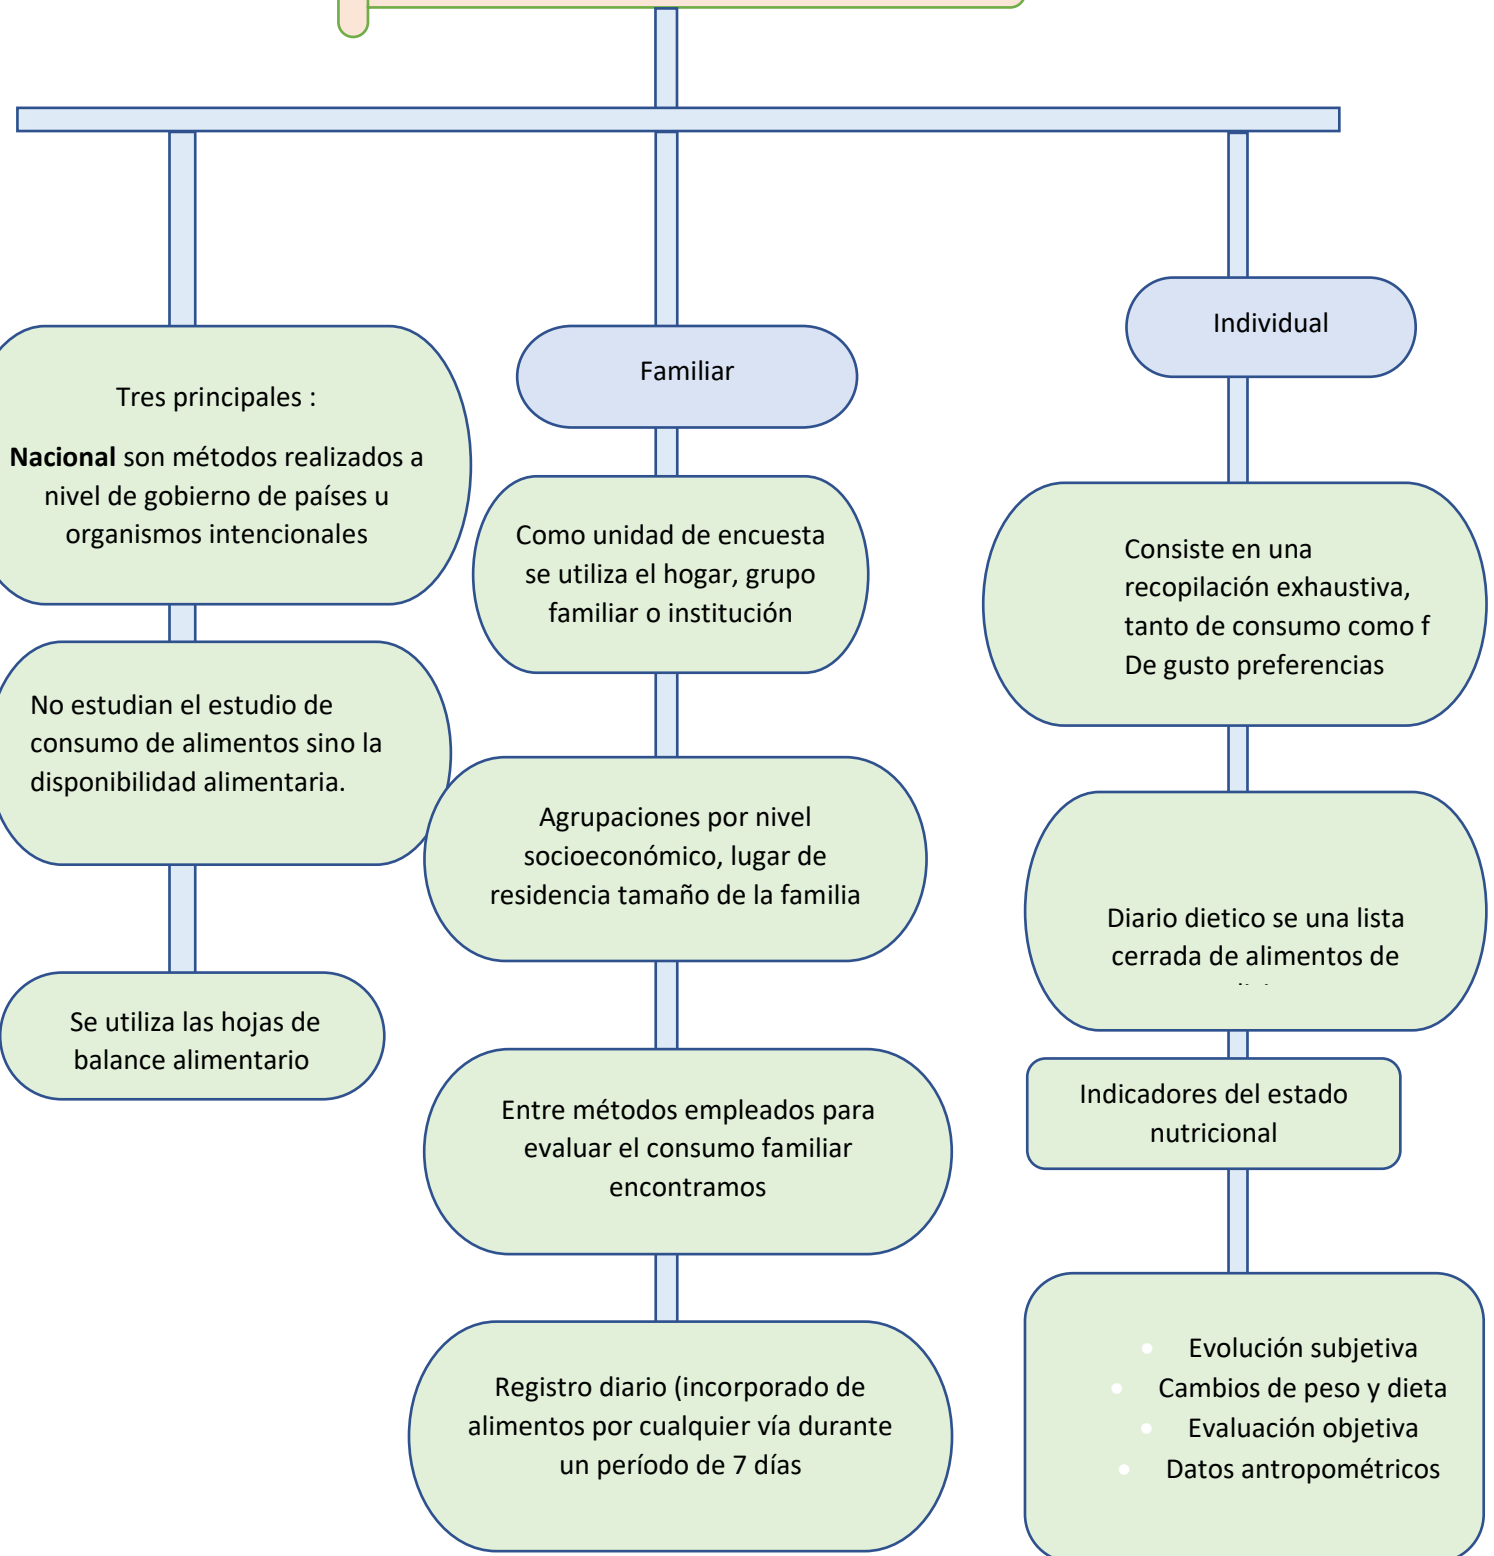 Tres principales :
Nacional son métodos realizados a
nivel de gobierno de países u
organismos intencionales
No estudian el estudio de
consumo de alimentos sino la
disponibilidad alimentaria.
Se utiliza las hojas de
balance alimentario
Familiar
Como unidad de encuesta
se utiliza el hogar, grupo
familiar o institución
Agrupaciones por nivel
socioeconómico, lugar de
residencia tamaño de la familia
Entre métodos empleados para
evaluar el consumo familiar
encontramos
Registro diario (incorporado de
alimentos por cualquier vía durante
un período de 7 días
Individual
Consiste en una
recopilación exhaustiva,
tanto de consumo como f
De gusto preferencias
Diario dietico se una lista
cerrada de alimentos de
Indicadores del estado
nutricional
• Evolución subjetiva
• Cambios de peso y dieta
• Evaluación objetiva
• Datos antropométricos